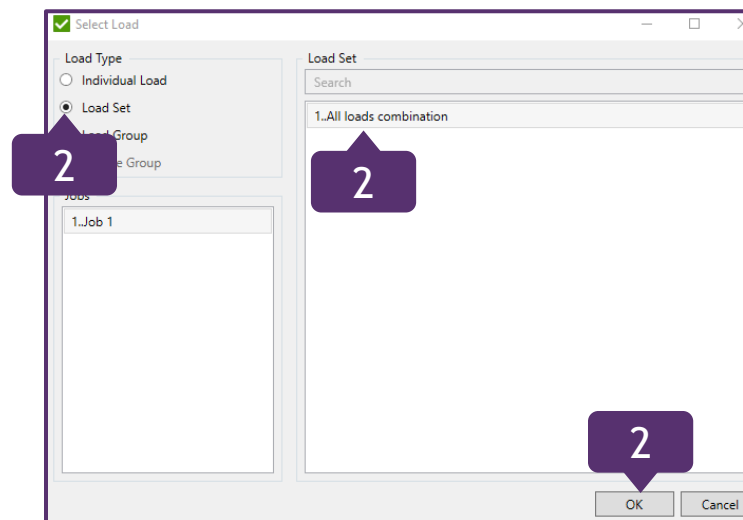 Select Load
Load Type
Individual Load
Load Set
Load Group
e Group
2
Jobs
1..Job 1
Load Set
Search
1..All loads combination
2
2
OK
Cancel